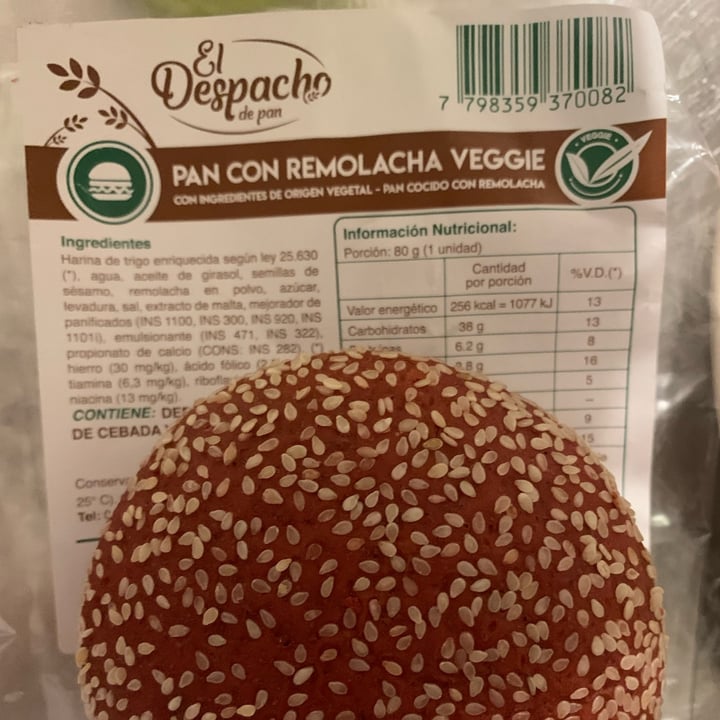 El
Despacho
de pan
7 798359 370082
PAN CON REMOLACHA VEGGIE
CON INGREDIENTES DE ORIGEN VEGETAL - PAN COCIDO CON REMOLACHA
VEGGIE
Ingredientes
Harina de trigo enriquecida según ley 25.630
(*), agua, aceite de girasol, semillas de
sésamo, remolacha en polvo, azúcar,
levadura, sal, extracto de malta, mejorador de
panificados (INS 1100, INS 300, INS 920, INS
1101i), emulsionante (INS 471, INS 322),
propionato de calcio (CONS: INS 282). (*)
hierro (30 mg/kg), ácido fólico
tiamina (6,3 mg/kg),
niacina (13 mg/kg).
CONTIENE:
DE CEBADA
25° C).
Tel:
Información Nutricional:
Porción: 80 g (1 unidad)
Cantidad
por porción
%V.D.(*)
Valor energético 256 kcal = 1077 kJ 13
Carbohidratos 38 g 13
6.2 g 8
16
5
--
9
15